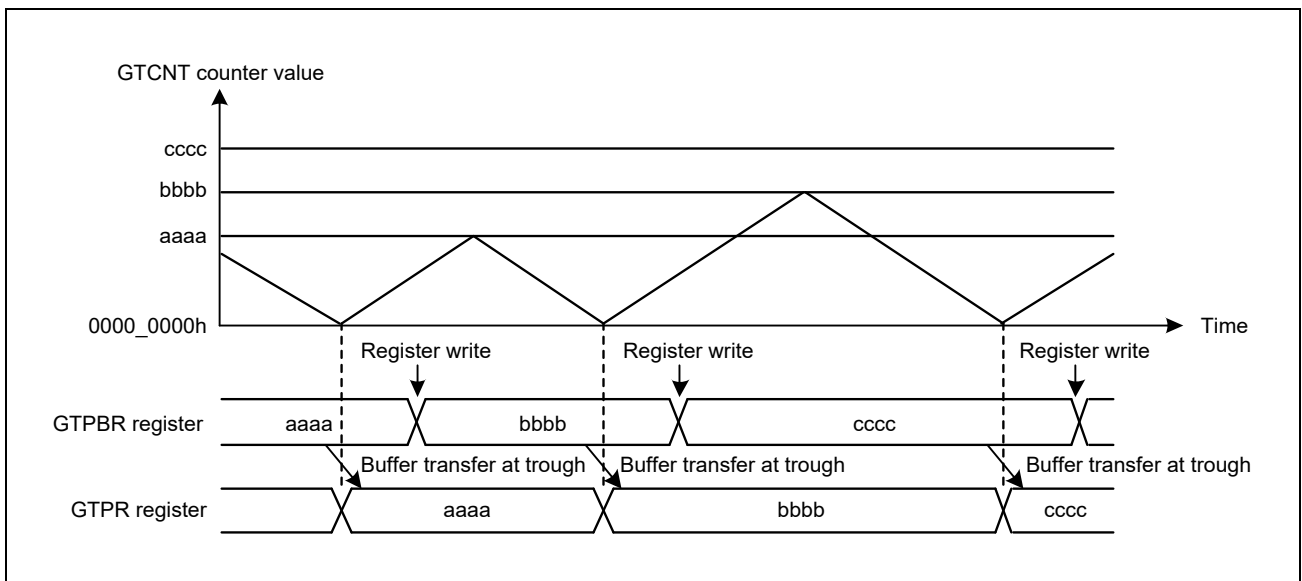 GTCNT counter value
cccc
bbbb
aaaa
0000_0000h
Time
Register write Register write Register write
GTPBR register aaaa bbbb cccc
Buffer transfer at trough Buffer transfer at trough Buffer transfer at trough
GTPR register aaaa bbbb cccc